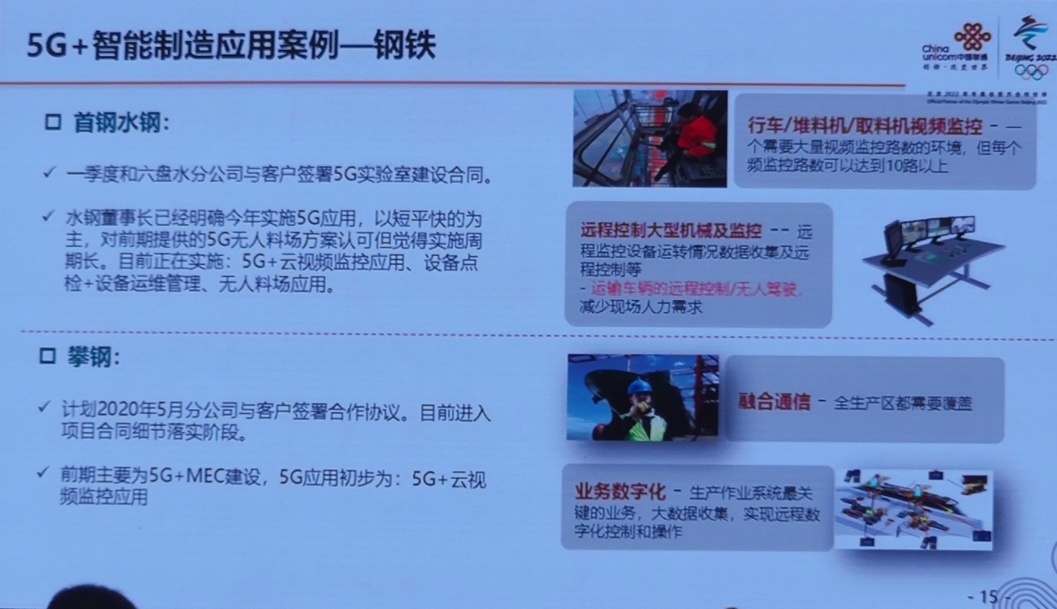 5G+智能制造应用案例—钢铁
China
unicom中国联通
BEIJING 2022
首钢水钢：
✓ 一季度和六盘水分公司与客户签署5G实验室建设合同。
✓ 水钢董事长已经明确今年实施5G应用，以短平快的为
主，对前期提供的5G无人料场方案认可但觉得实施周
期长。目前正在实施：5G+云视频监控应用、设备点
检+设备运维管理、无人料场应用。
行车/堆料机/取料机视频监控 - 一
个需要大量视频监控路数的环境，但每个
频监控路数可以达到10路以上
远程控制大型机械及监控 -- 远
程监控设备运转情况数据收集及远
程控制等
- 运输车辆的远程控制/无人驾驶，
减少现场人力需求
攀钢：
✓ 计划2020年5月分公司与客户签署合作协议。目前进入
项目合同细节落实阶段。
✓ 前期主要为5G+MEC建设，5G应用初步为：5G+云视
频监控应用
融合通信 - 全生产区都需要覆盖
业务数字化 - 生产作业系统最关
键的业务，大数据收集，实现远程数
字化控制和操作
- 15 -